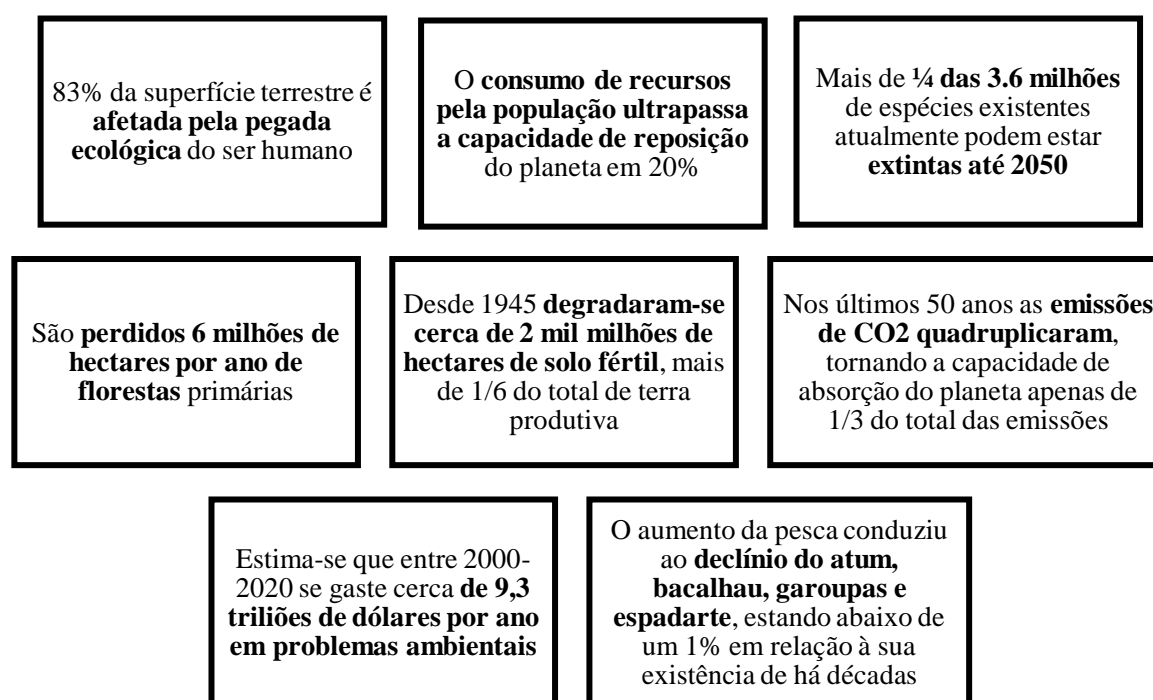 83% da superfície terrestre é
afetada pela pegada
ecológica do ser humano
O consumo de recursos
pela população ultrapassa
a capacidade de reposição
do planeta em 20%
Mais de ¼ das 3.6 milhões
de espécies existentes
atualmente podem estar
extintas até 2050
São perdidos 6 milhões de
hectares por ano de
florestas primárias
Desde 1945 degradaram-se
cerca de 2 mil milhões de
hectares de solo fértil, mais
de 1/6 do total de terra
produtiva
Nos últimos 50 anos as emissões
de CO2 quadruplicaram,
tornando a capacidade de
absorção do planeta apenas de
1/3 do total das emissões
Estima-se que entre 2000-
2020 se gaste cerca de 9,3
triliões de dólares por ano
em problemas ambientais
O aumento da pesca conduziu
ao declínio do atum,
bacalhau, garoupas e
espadarte, estando abaixo de
um 1% em relação à sua
existência de há décadas